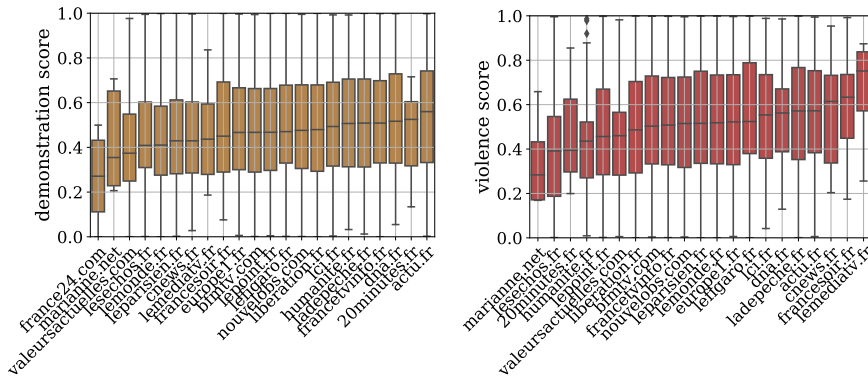 demonstration score
1.0
0.8
0.6
0.4
0.2
0.0
france24.com
marianne.net
valeursactuelles.com
lesechos.fr
lemonde.fr
leparisien.fr
cnews.fr
lemediatv.fr
francesoir.fr
europe1.fr
bfmtv.com
lepoint.fr
lefigaro.fr
nouvelobs.com
liberation.fr
lci.fr
humanite.fr
ladepeche.fr
francetvinfo.fr
dna.fr
20minutes.fr
actu.fr
violence score
1.0
0.8
0.6
0.4
0.2
0.0
marianne.net
lesechos.fr
20minutes.fr
humanite.fr
lepoint.fr
valeursactuelles.com
liberation.fr
bfmtv.com
francetvinfo.fr
nouvelobs.com
leparisien.fr
lemonde.fr
europe1.fr
lefigaro.fr
lci.fr
dna.fr
ladepeche.fr
actu.fr
cnews.fr
francesoir.fr
lemediatv.fr